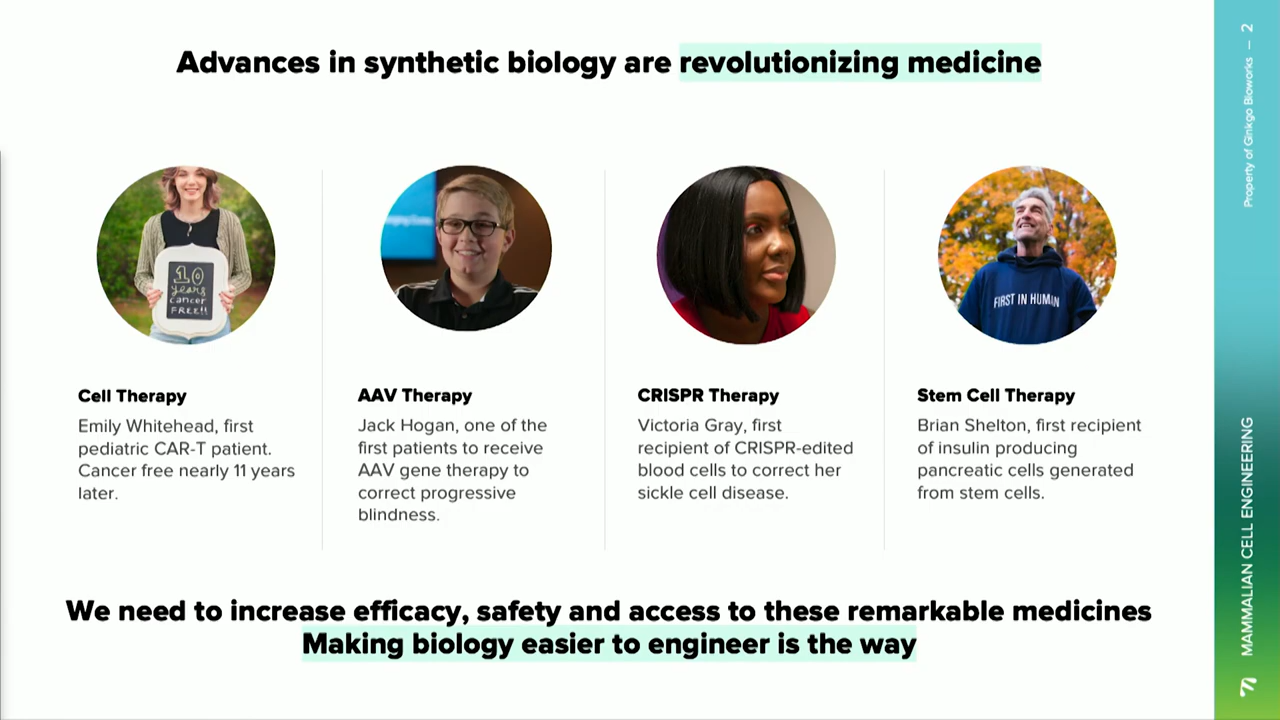 Advances in synthetic biology are revolutionizing medicine
10
years
cancer
FREE!!
FIRST IN HUMAN
Cell Therapy
Emily Whitehead, first
pediatric CAR-T patient.
Cancer free nearly 11 years
later.
AAV Therapy
Jack Hogan, one of the
first patients to receive
AAV gene therapy to
correct progressive
blindness.
CRISPR Therapy
Victoria Gray, first
recipient of CRISPR-edited
blood cells to correct her
sickle cell disease.
Stem Cell Therapy
Brian Shelton, first recipient
of insulin producing
pancreatic cells generated
from stem cells.
We need to increase efficacy, safety and access to these remarkable medicines
Making biology easier to engineer is the way
Property of Ginkgo Bioworks — 2
MAMMALIAN CELL ENGINEERING